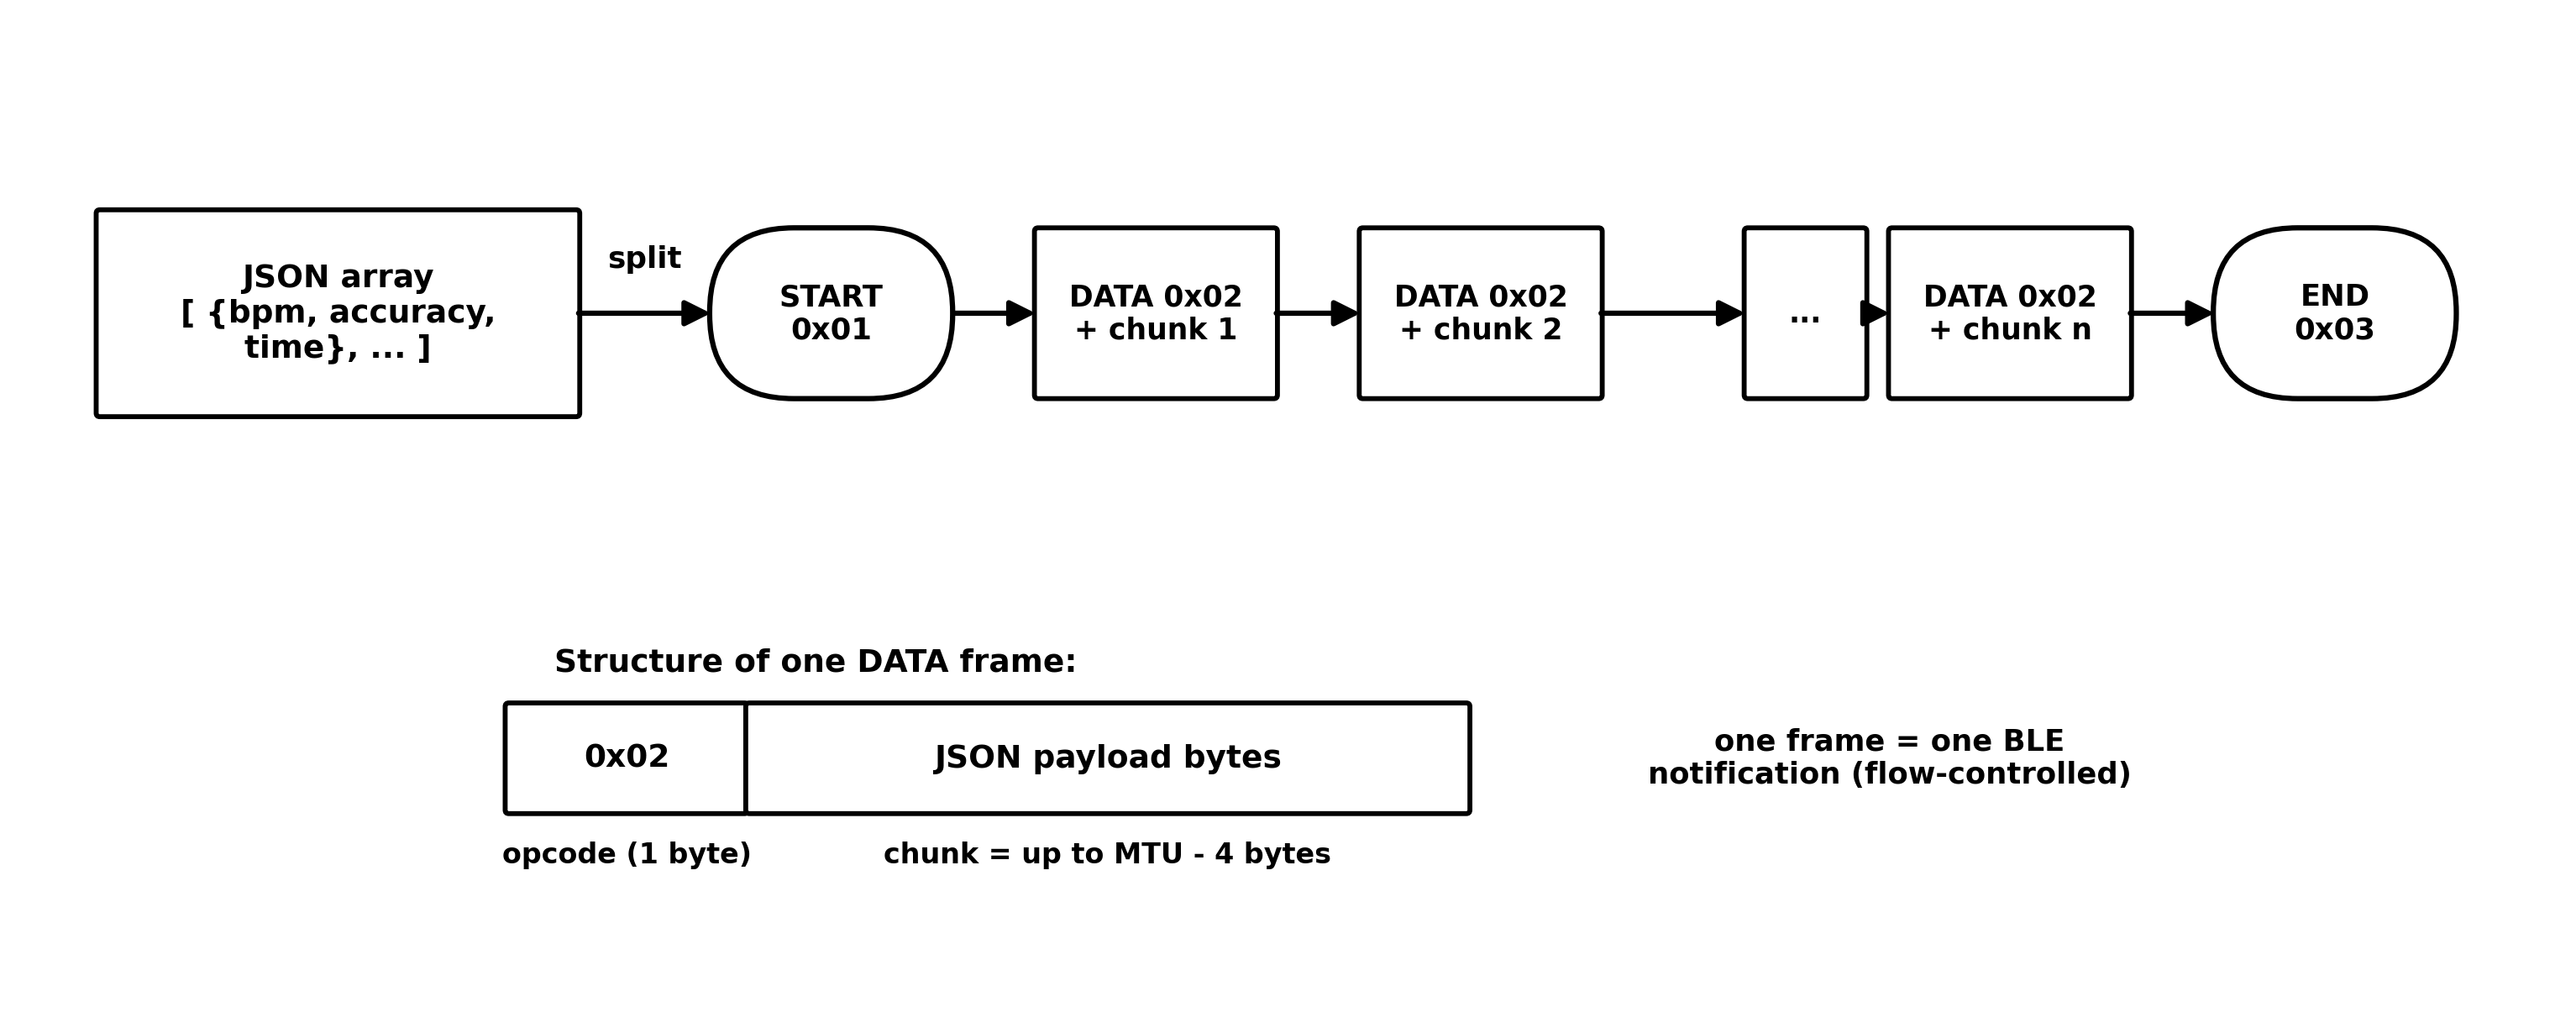 JSON array
[ {bpm, accuracy,
time}, ... ]
split
START
0x01
DATA 0x02
+ chunk 1
DATA 0x02
+ chunk 2
...
DATA 0x02
+ chunk n
END
0x03
Structure of one DATA frame:
0x02
JSON payload bytes
opcode (1 byte)
chunk = up to MTU - 4 bytes
one frame = one BLE
notification (flow-controlled)